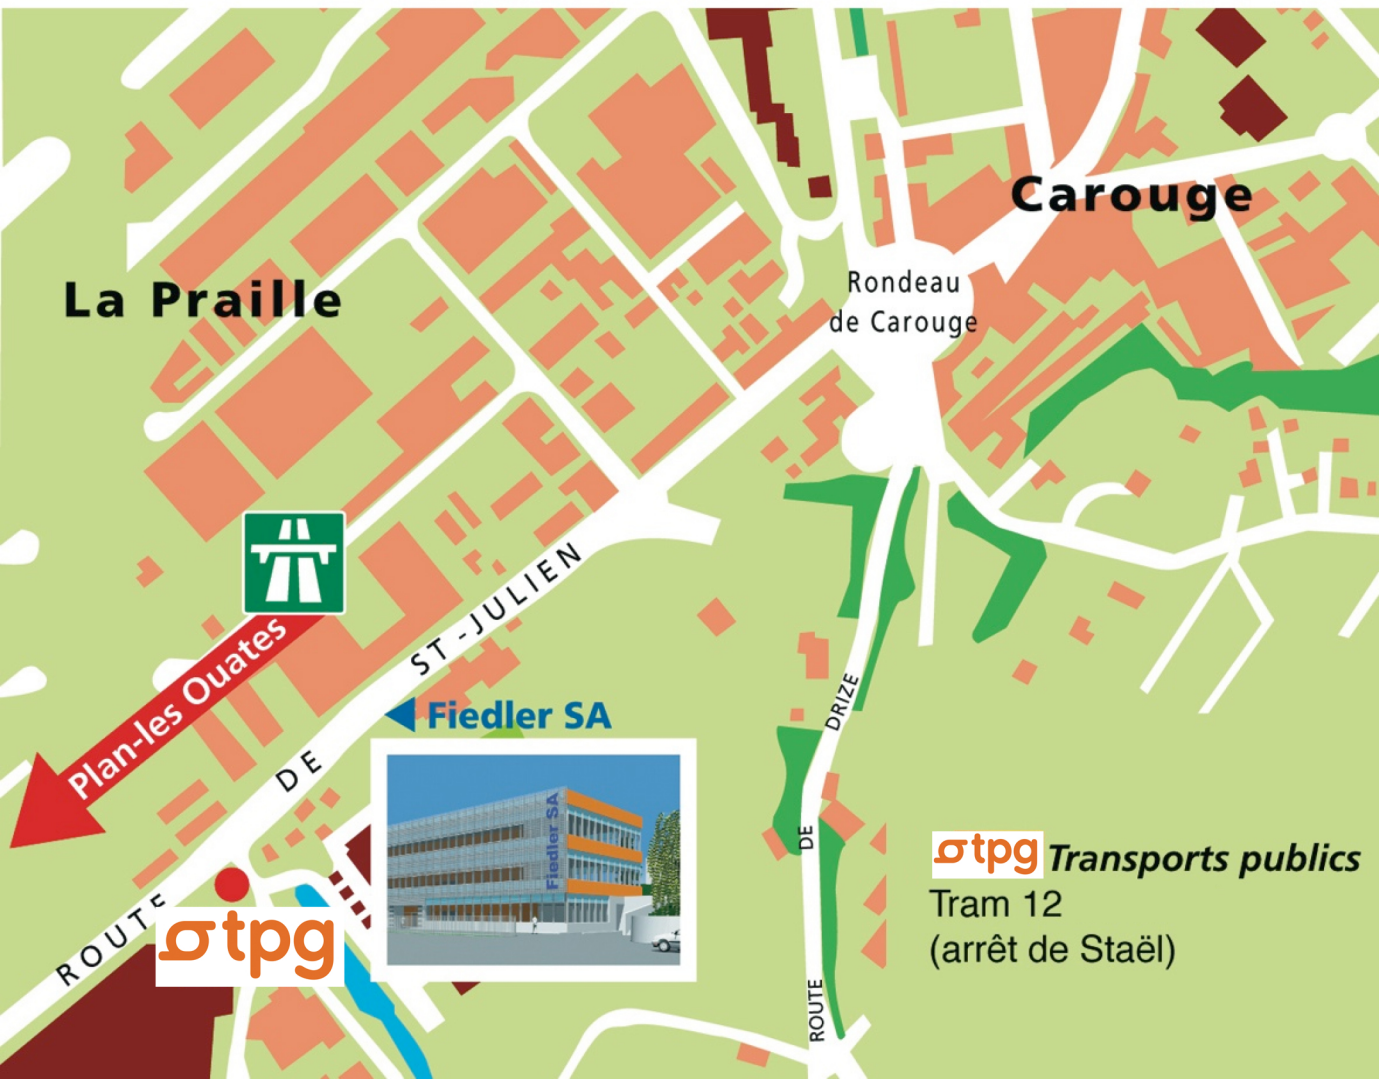 Carouge
La Praille
Rondeau
de Carouge
Plan-les Ouates
ROUTE DE ST-JULIEN
Fiedler SA
Fiedler SA
ROUTE DE DRIZE
tpg
tpg Transports publics
Tram 12
(arrêt de Staël)